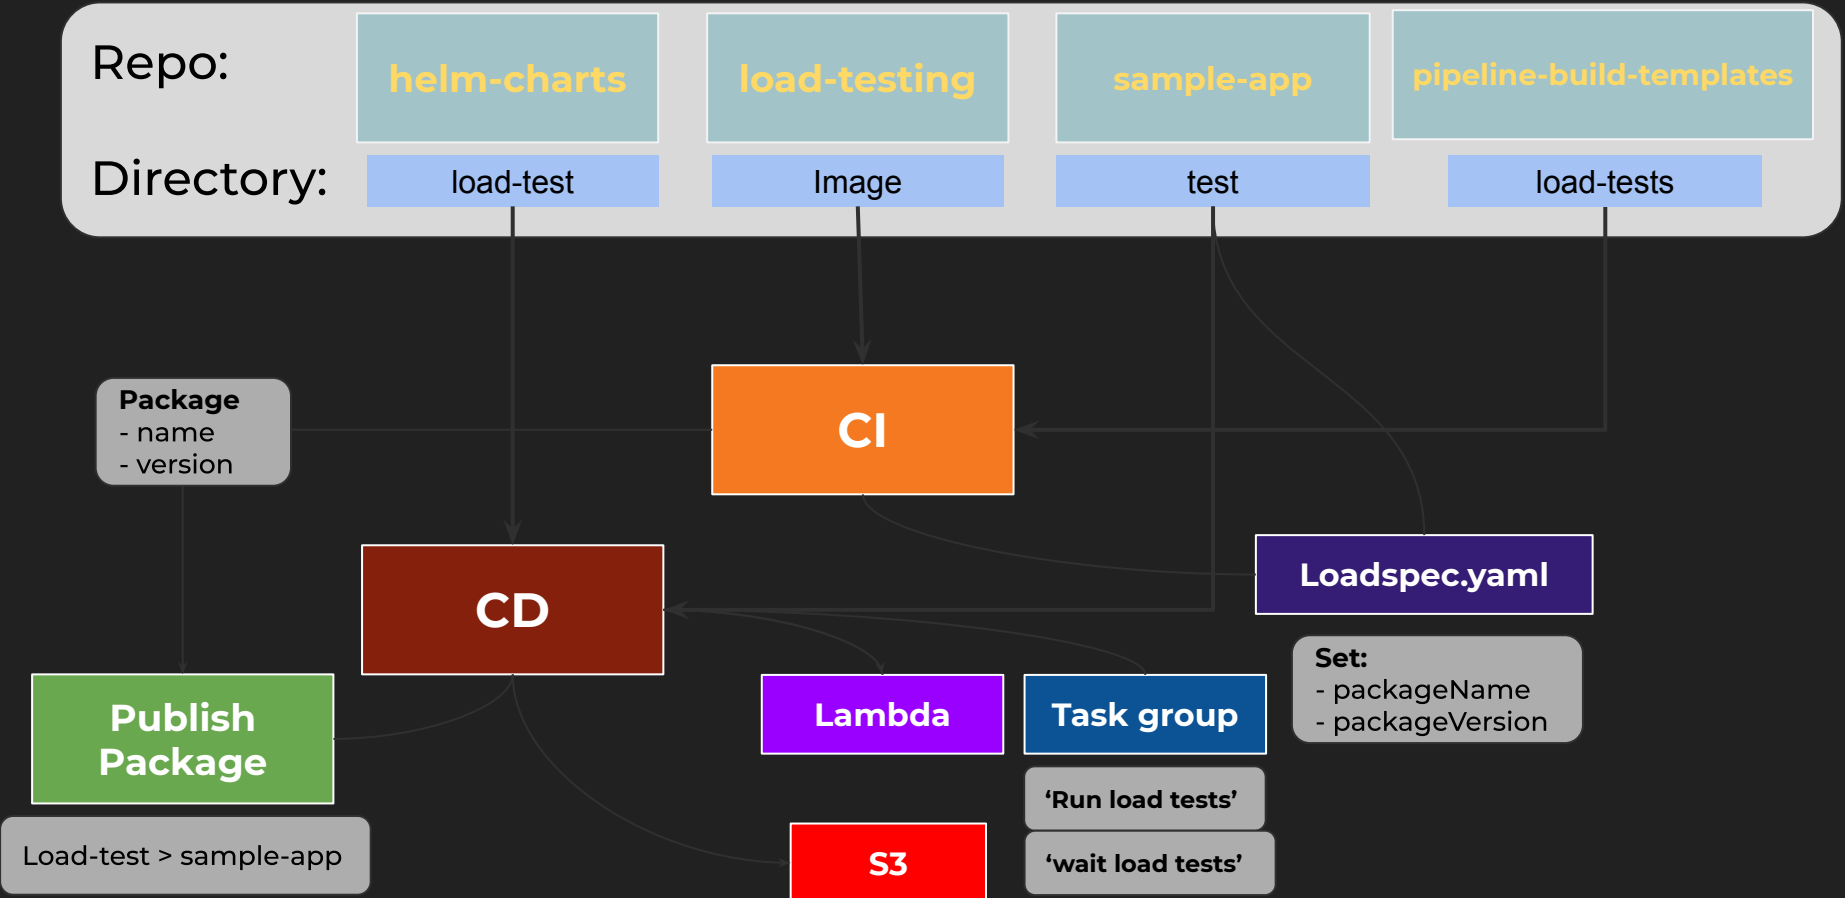 Repo:
helm-charts
load-testing
sample-app
pipeline-build-templates
Directory:
load-test
Image
test
load-tests
Package
- name
- version
CI
CD
Loadspec.yaml
Set:
- packageName
- packageVersion
Publish
Package
Load-test > sample-app
Lambda
Task group
‘Run load tests’
‘wait load tests’
S3